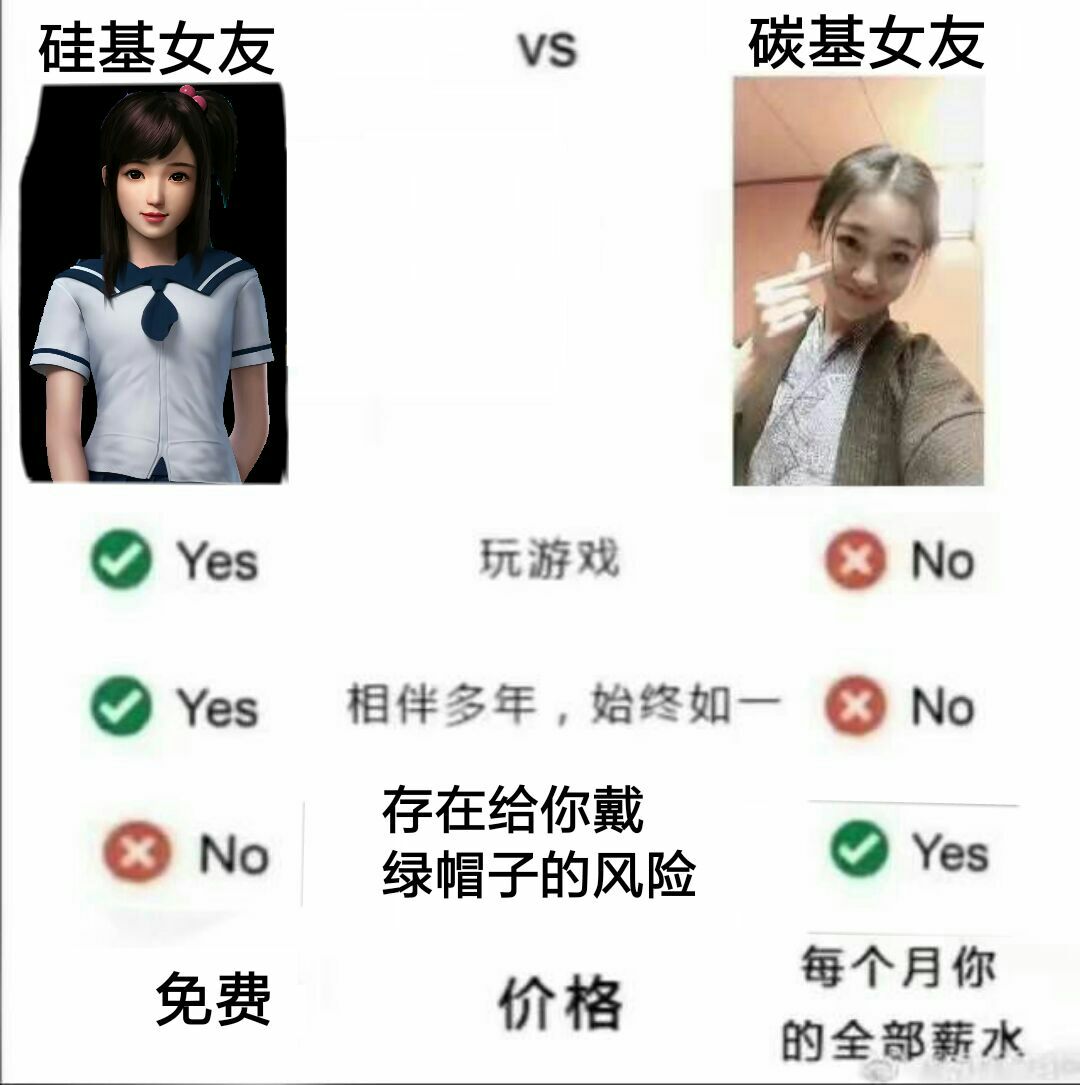 硅基女友 VS 碳基女友
Yes 玩游戏 No
Yes 相伴多年，始终如一 No
No 存在给你戴绿帽子的风险 Yes
免费 价格 每个月你的全部薪水